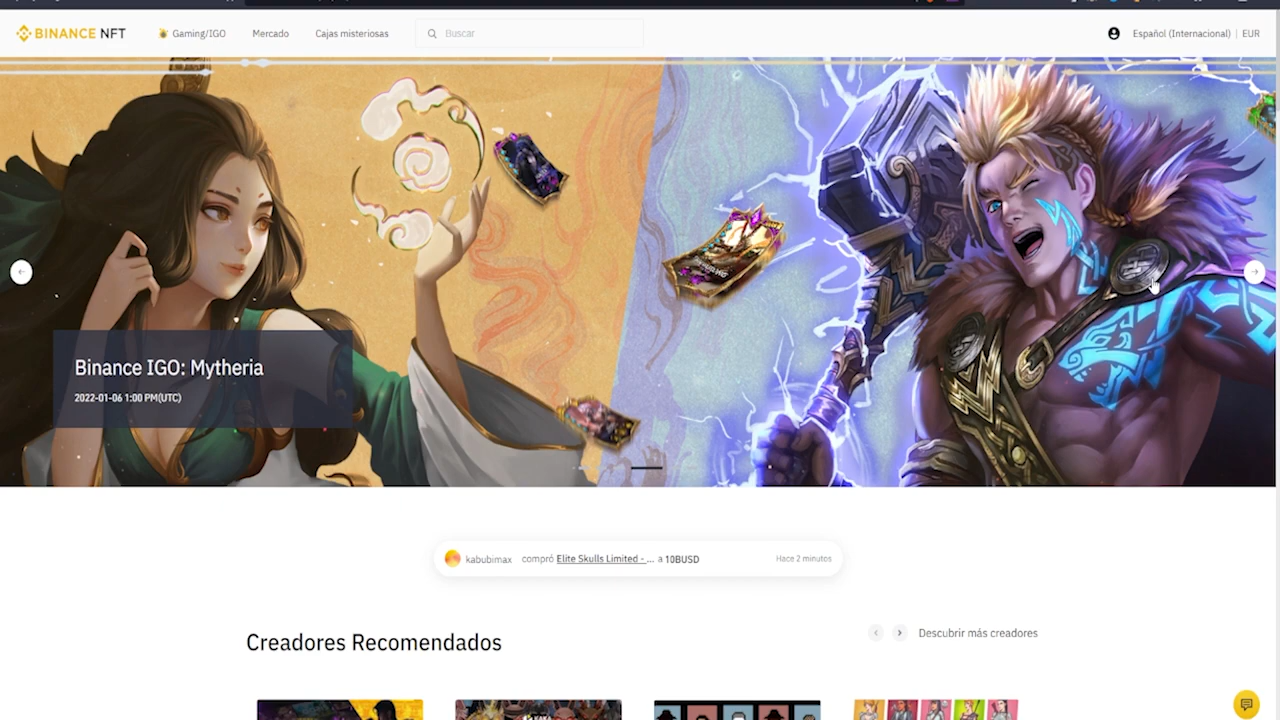 BINANCE NFT
Gaming/IGO
Mercado
Cajas misteriosas
Buscar
Español (Internacional) | EUR
Binance IGO: Mytheria
2022-01-06 1:00 PM(UTC)
kabubimax compró Elite Skulls Limited - ... a 10BUSD
Hace 2 minutos
Creadores Recomendados
Descubrir más creadores